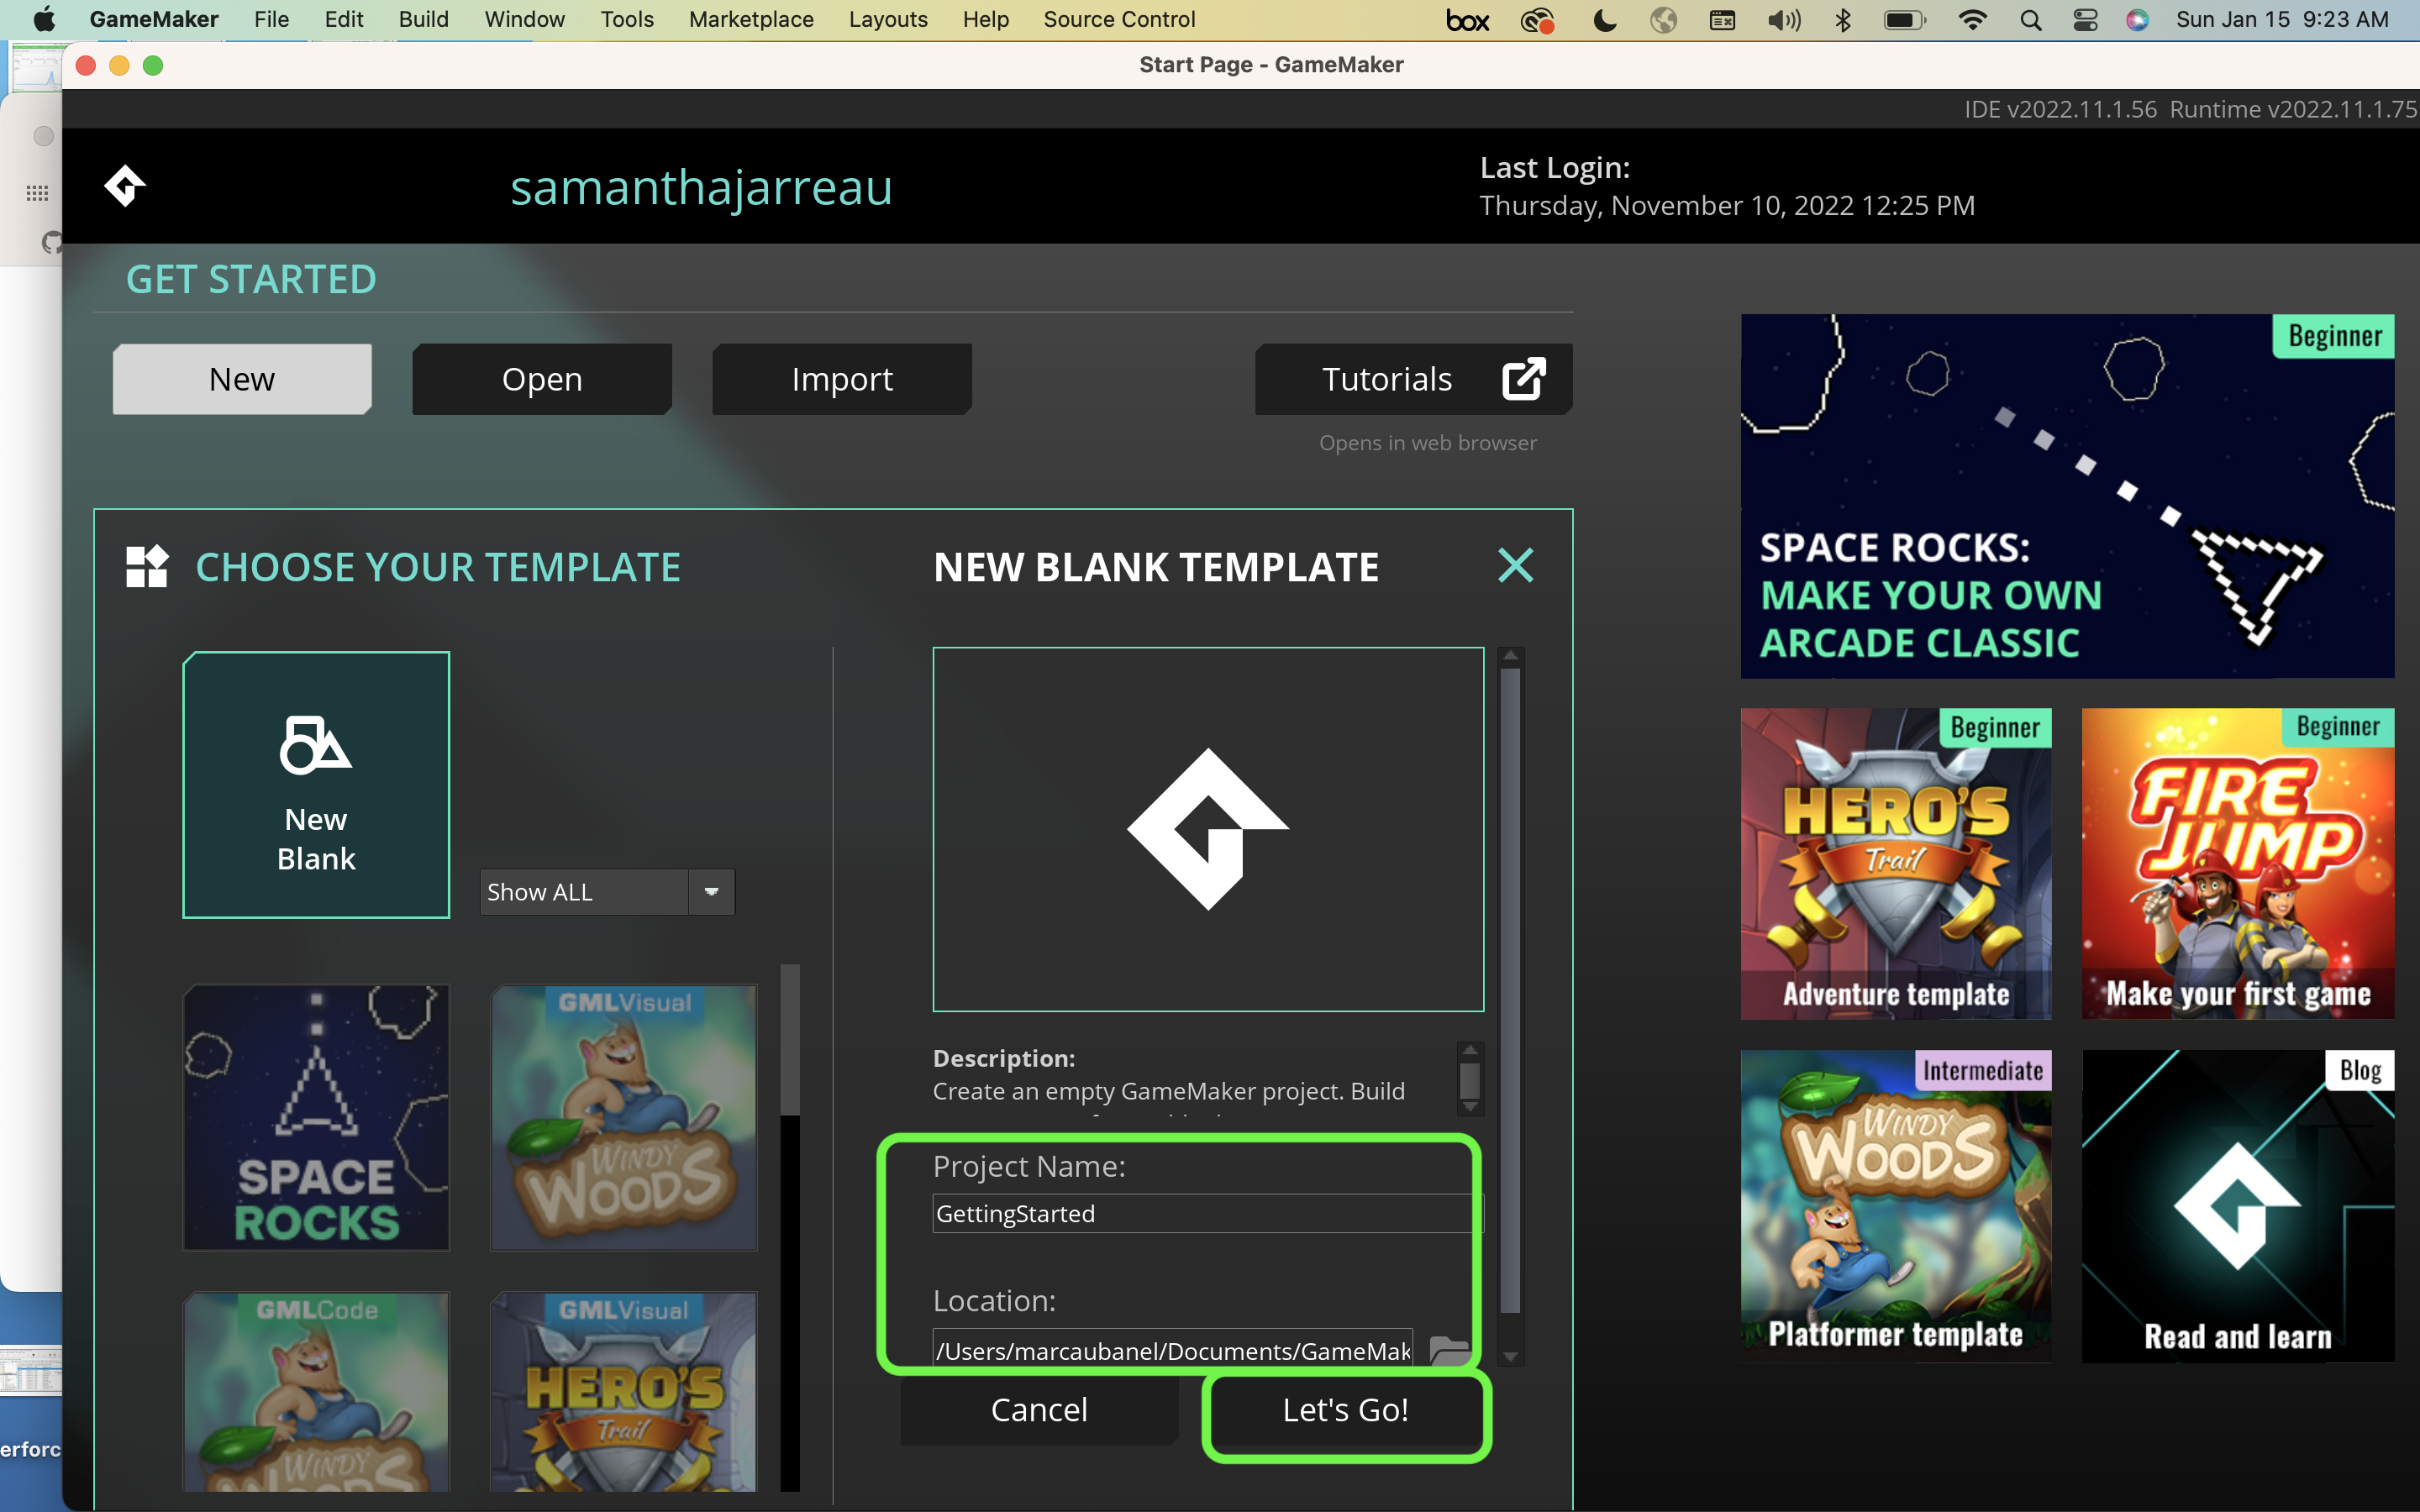 GameMaker File Edit Build Window Tools Marketplace Layouts Help Source Control box Sun Jan 15 9:23 AM
Start Page - GameMaker
IDE v2022.11.1.56 Runtime v2022.11.1.75
samanthajarreau
Last Login:
Thursday, November 10, 2022 12:25 PM
GET STARTED
New Open Import Tutorials
Opens in web browser
CHOOSE YOUR TEMPLATE
New
Blank
Show ALL
SPACE
ROCKS
GMLVisual
WINDY
WOODS
GMLCode
WINDY
GMLVisual
HERO'S
Trail
NEW BLANK TEMPLATE
Description:
Create an empty GameMaker project. Build
Project Name:
GettingStarted
Location:
/Users/marcaubanel/Documents/GameMak
Cancel Let's Go!
Beginner
SPACE ROCKS:
MAKE YOUR OWN
ARCADE CLASSIC
Beginner
HERO'S
Trail
Adventure template
Beginner
FIRE
JUMP
Make your first game
Intermediate
WINDY
WOODS
Platformer template
Blog
Read and learn
erforc